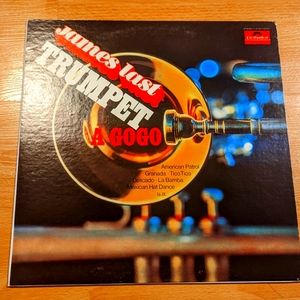 James last
TRUMPET
A GOGO
American Patrol
Granada · Tico Tico
Delicado · La Bamba
Mexican Hat Dance